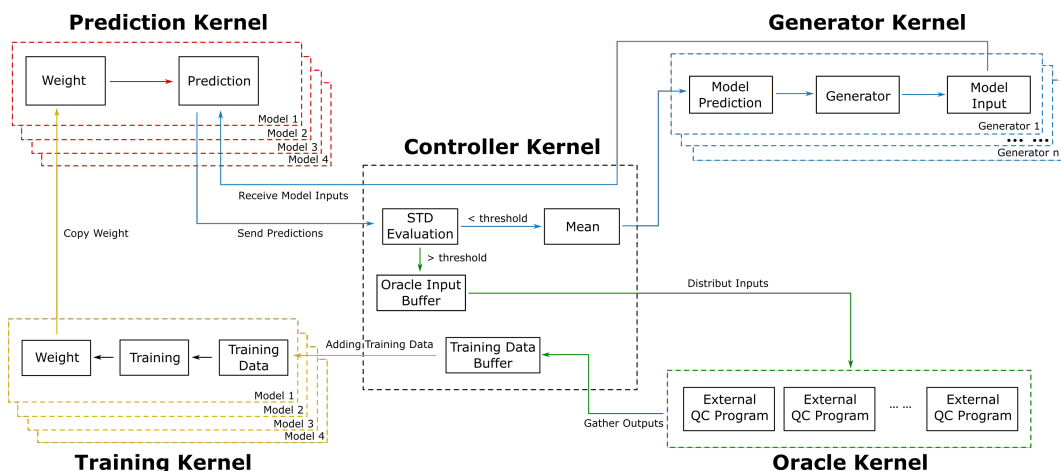 Prediction Kernel
Weight
Prediction
Model 1
Model 2
Model 3
Model 4
Generator Kernel
Model
Prediction
Generator
Model
Input
Generator 1
... ...
Generator n
Controller Kernel
Receive Model Inputs
Send Predictions
STD
Evaluation
< threshold
Mean
> threshold
Oracle Input
Buffer
Distribut Inputs
Copy Weight
Adding Training Data
Training Data
Buffer
Gather Outputs
Weight
Training
Training
Data
Model 1
Model 2
Model 3
Model 4
Training Kernel
External
QC Program
External
QC Program
... ...
External
QC Program
Oracle Kernel